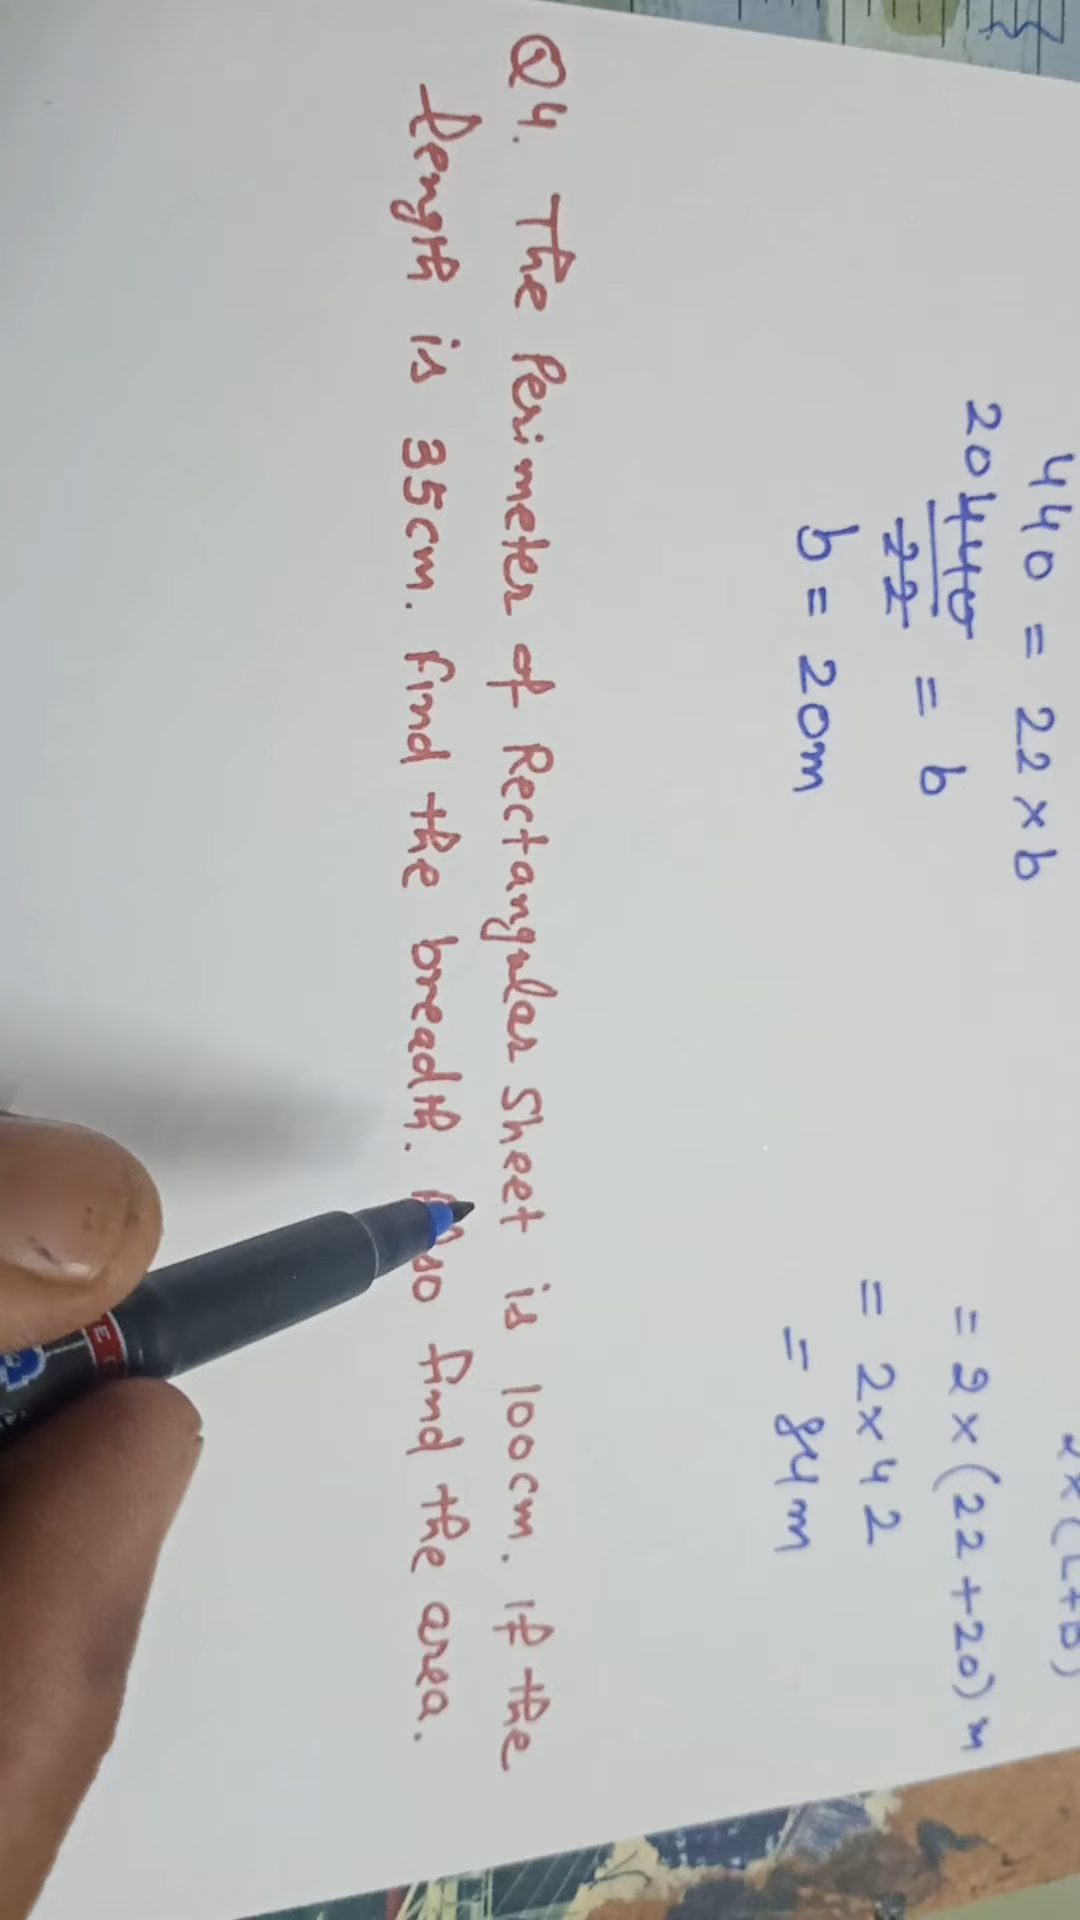 440 = 22 × b
20 440/22 = b
b = 20m
2×(L+B)
= 2×(22+20)m
= 2×42
= 84m
Q4. The Perimeter of Rectangular Sheet is 100cm. If the
length is 35cm. find the breadth. Also find the area.